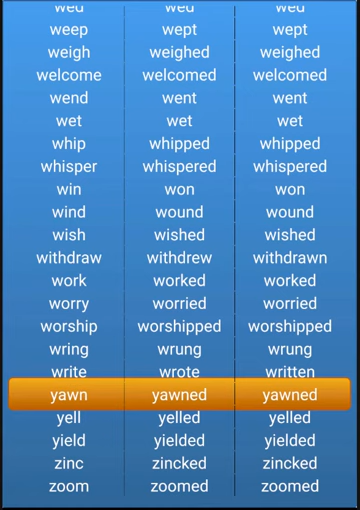 wed wed wed
weep wept wept
weigh weighed weighed
welcome welcomed welcomed
wend went went
wet wet wet
whip whipped whipped
whisper whispered whispered
win won won
wind wound wound
wish wished wished
withdraw withdrew withdrawn
work worked worked
worry worried worried
worship worshipped worshipped
wring wrung wrung
write wrote written
yawn yawned yawned
yell yelled yelled
yield yielded yielded
zinc zincked zincked
zoom zoomed zoomed